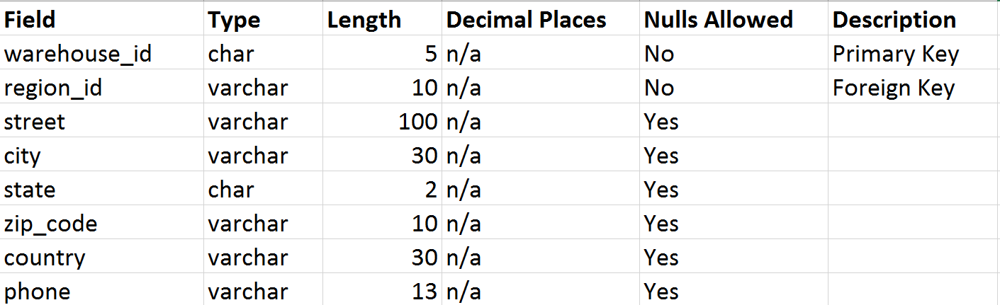 Field Type Length Decimal Places Nulls Allowed Description
warehouse_id char 5 n/a No Primary Key
region_id varchar 10 n/a No Foreign Key
street varchar 100 n/a Yes
city varchar 30 n/a Yes
state char 2 n/a Yes
zip_code varchar 10 n/a Yes
country varchar 30 n/a Yes
phone varchar 13 n/a Yes